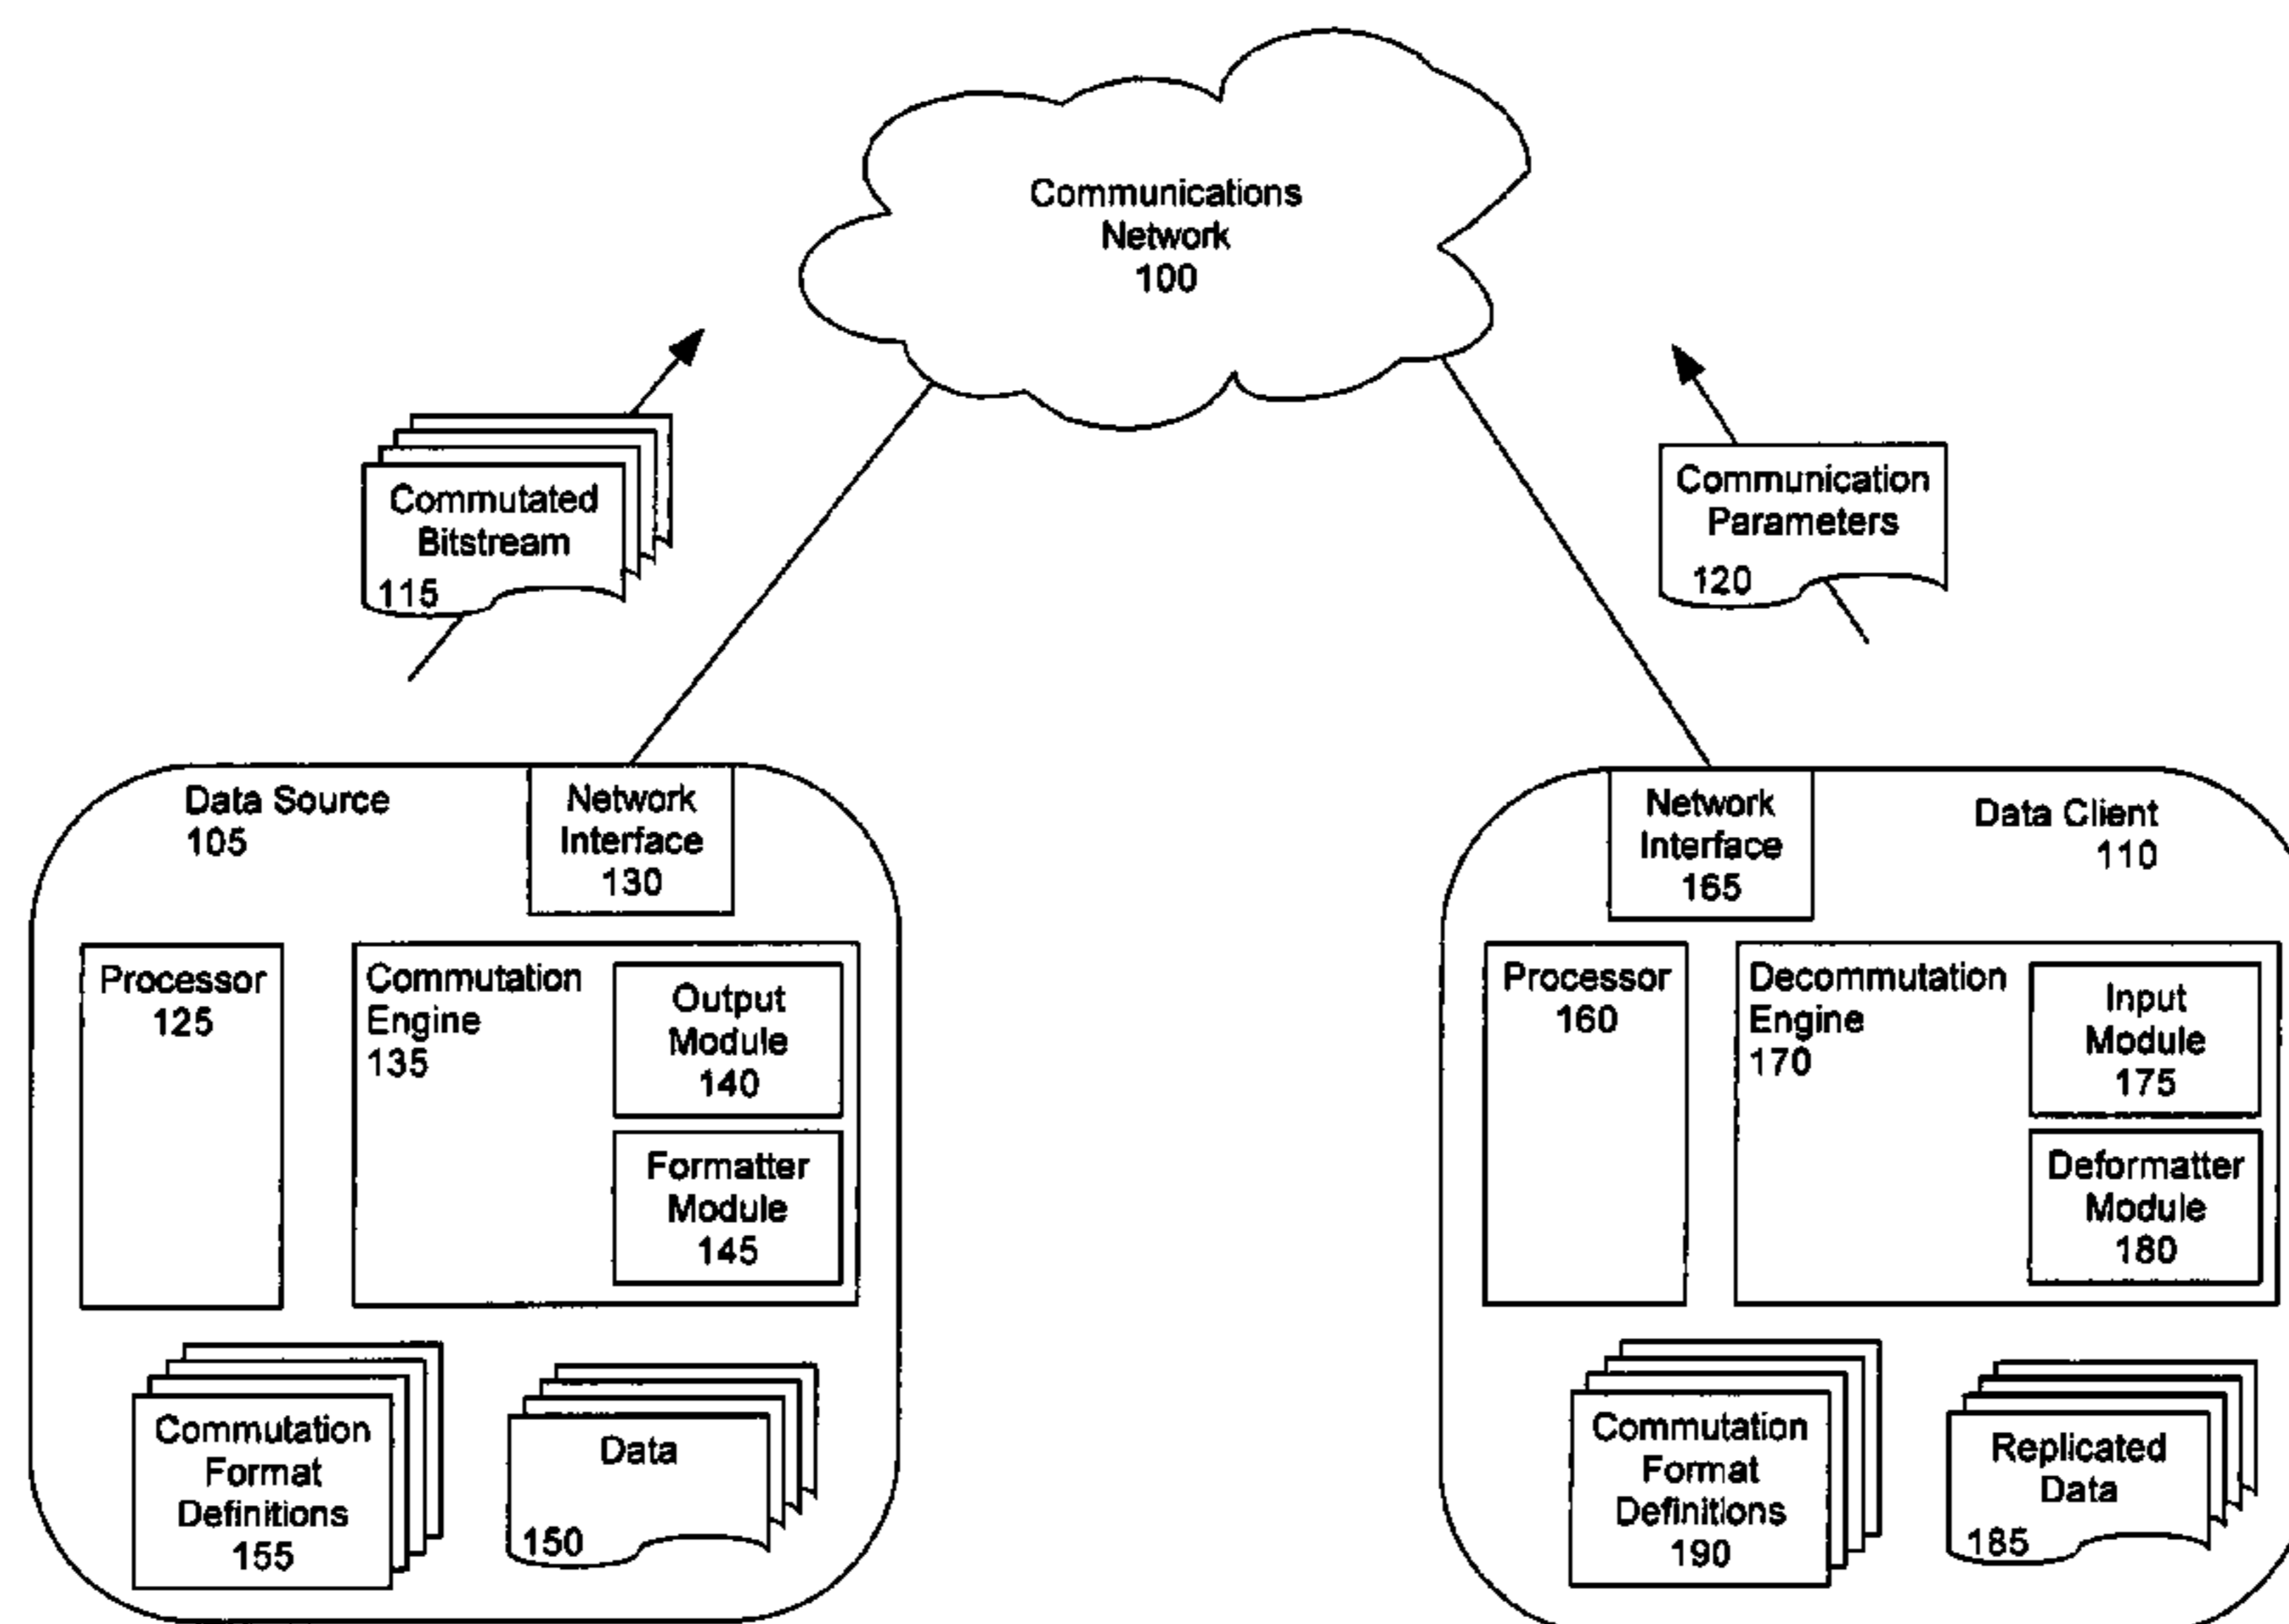 Communications
Network
100
Commutated
Bitstream
115
Communication
Parameters
120
Data Source
105
Network
Interface
130
Processor
125
Commutation
Engine
135
Output
Module
140
Formatter
Module
145
Commutation
Format
Definitions
155
Data
150
Network
Interface
165
Data Client
110
Processor
160
Decommutation
Engine
170
Input
Module
175
Deformatter
Module
180
Commutation
Format
Definitions
190
Replicated
Data
185